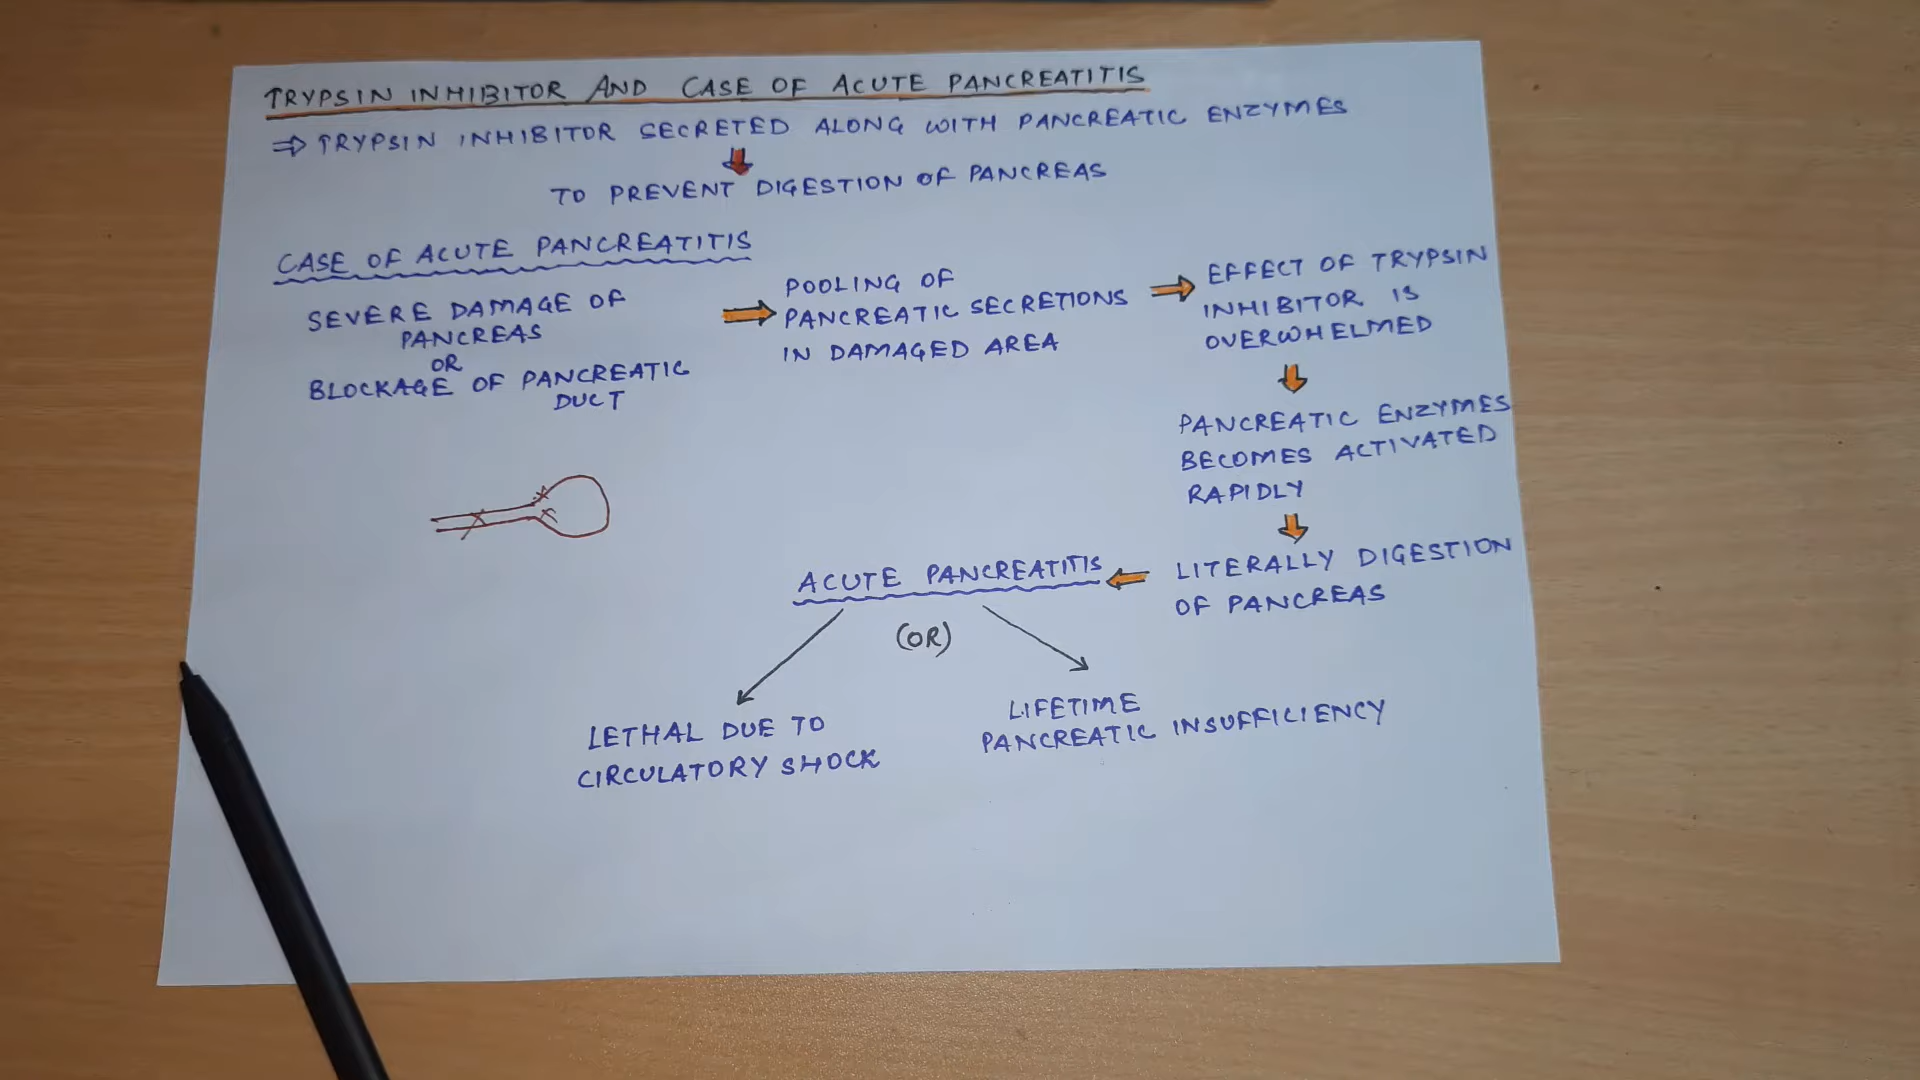 TRYPSIN INHIBITOR AND CASE OF ACUTE PANCREATITIS
⇒ TRYPSIN INHIBITOR SECRETED ALONG WITH PANCREATIC ENZYMES
TO PREVENT DIGESTION OF PANCREAS
CASE OF ACUTE PANCREATITIS
SEVERE DAMAGE OF
PANCREAS
OR
BLOCKAGE OF PANCREATIC
DUCT
POOLING OF
PANCREATIC SECRETIONS
IN DAMAGED AREA
EFFECT OF TRYPSIN
INHIBITOR IS
OVERWHELMED
PANCREATIC ENZYMES
BECOMES ACTIVATED
RAPIDLY
LITERALLY DIGESTION
OF PANCREAS
ACUTE PANCREATITIS
(OR)
LETHAL DUE TO
CIRCULATORY SHOCK
LIFETIME
PANCREATIC INSUFFICIENCY